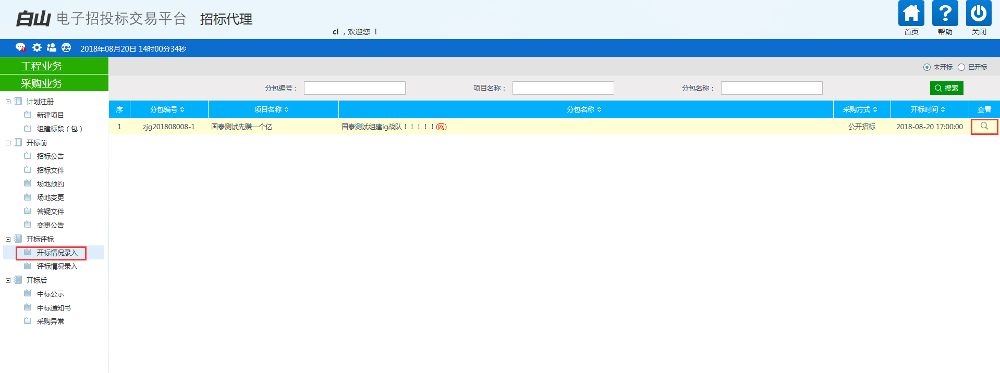 白山 电子招投标交易平台 招标代理
cl ，欢迎您 ！
首页 帮助 关闭
2018年08月20日 14时00分34秒
工程业务
采购业务
计划注册
新建项目
组建标段（包）
开标前
招标公告
招标文件
场地预约
场地变更
答疑文件
变更公告
开标评标
开标情况录入
评标情况录入
开标后
中标公示
中标通知书
采购异常
未开标 已开标
分包编号： 项目名称： 分包名称： 搜索
序 分包编号 项目名称 分包名称 采购方式 开标时间 查看
1 zjg201808008-1 国泰测试先赚一个亿 国泰测试组建ig战队！！！！！(网) 公开招标 2018-08-20 17:00:00